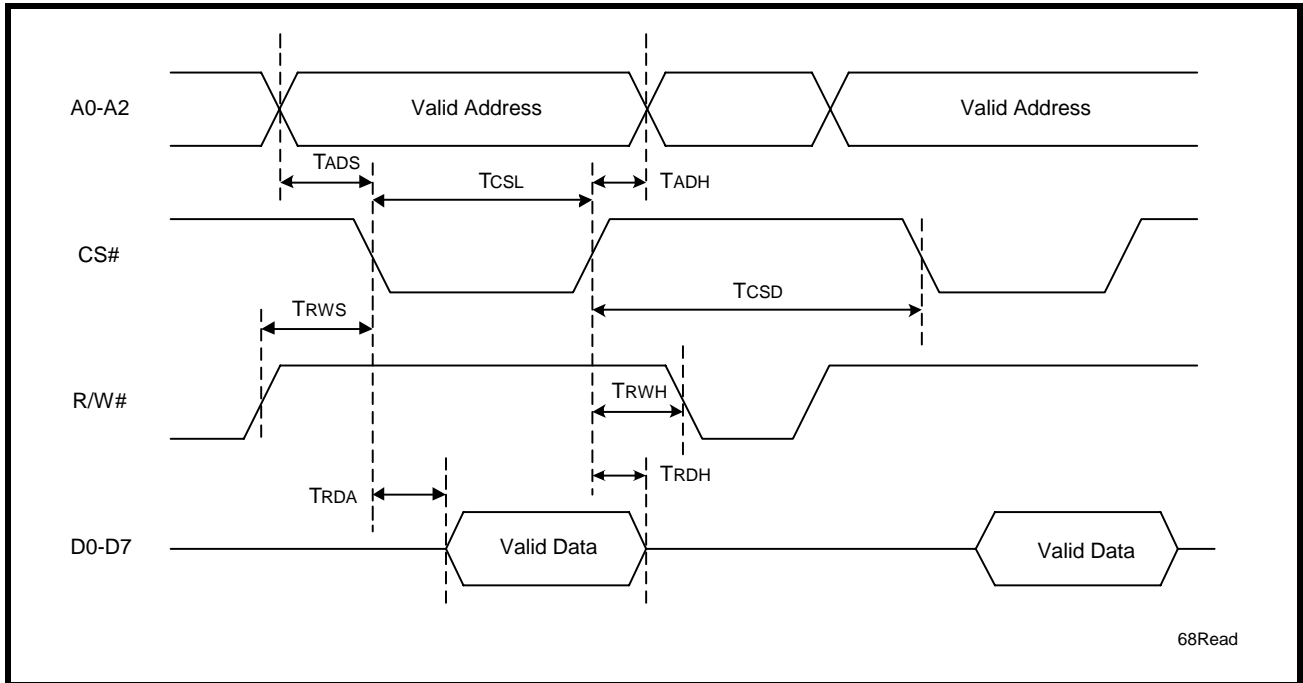 A0-A2
Valid Address
Valid Address
TADS
TCSL
TADH
CS#
TCSD
TRWS
R/W#
TRWH
TRDH
TRDA
D0-D7
Valid Data
Valid Data
68Read